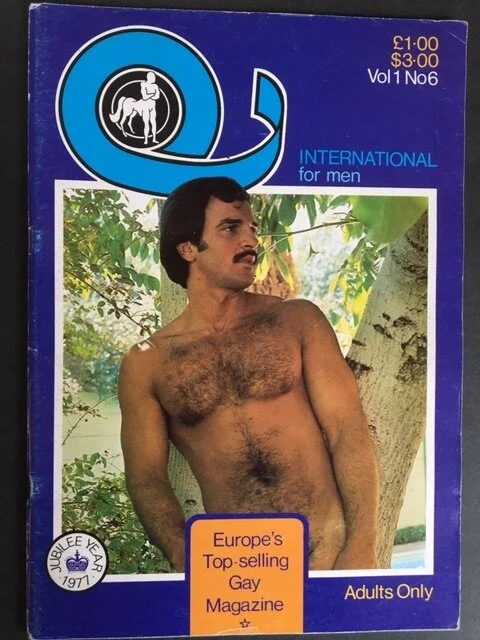 £1·00
$3·00
Vol 1 No 6
Q
INTERNATIONAL
for men
JUBILEE YEAR
·1977·
Europe's
Top-selling
Gay
Magazine
☆
Adults Only